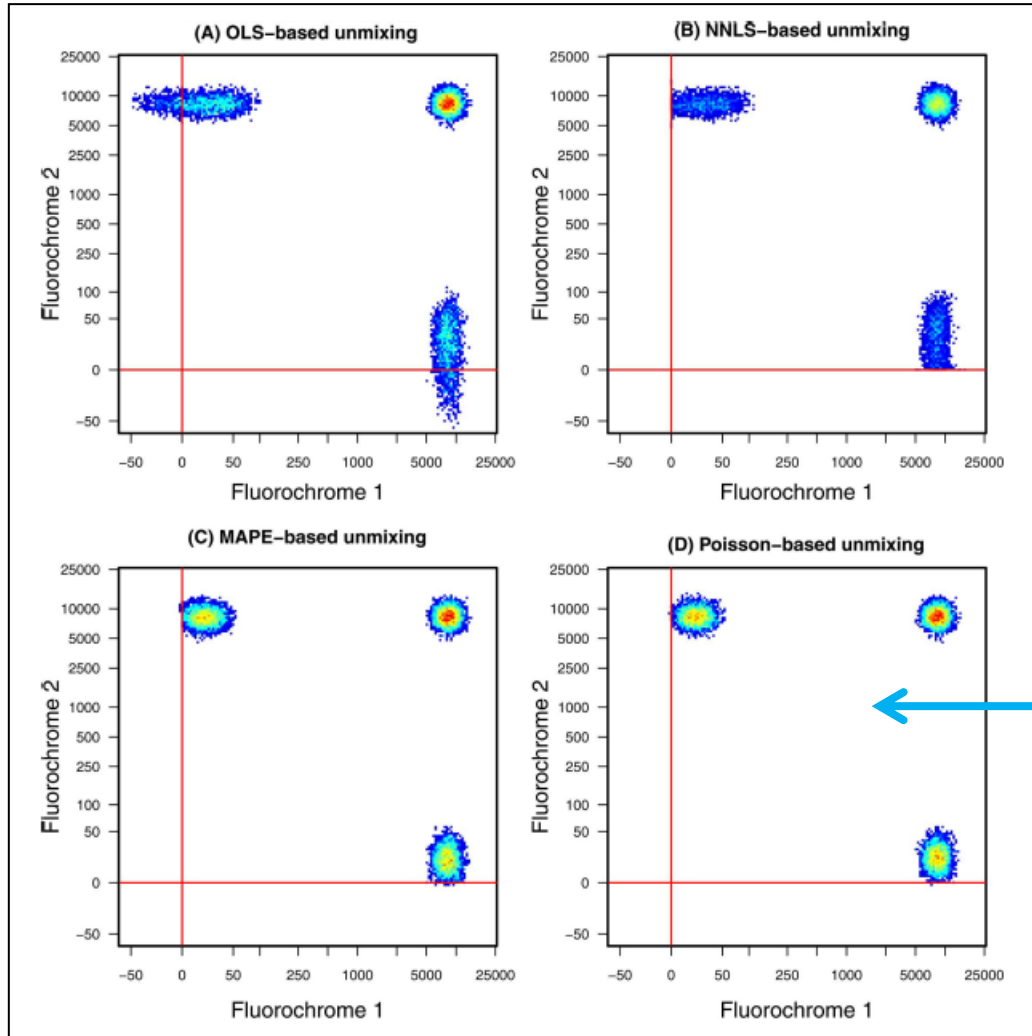 (A) OLS−based unmixing
25000
10000
5000
2500
1000
500
250
100
50
0
−50
Fluorochrome 2
−50 0 50 250 1000 5000 25000
Fluorochrome 1
(B) NNLS−based unmixing
25000
10000
5000
2500
1000
500
250
100
50
0
−50
Fluorochrome 2
−50 0 50 250 1000 5000 25000
Fluorochrome 1
(C) MAPE−based unmixing
25000
10000
5000
2500
1000
500
250
100
50
0
−50
Fluorochrome 2
−50 0 50 250 1000 5000 25000
Fluorochrome 1
(D) Poisson−based unmixing
25000
10000
5000
2500
1000
500
250
100
50
0
−50
Fluorochrome 2
−50 0 50 250 1000 5000 25000
Fluorochrome 1